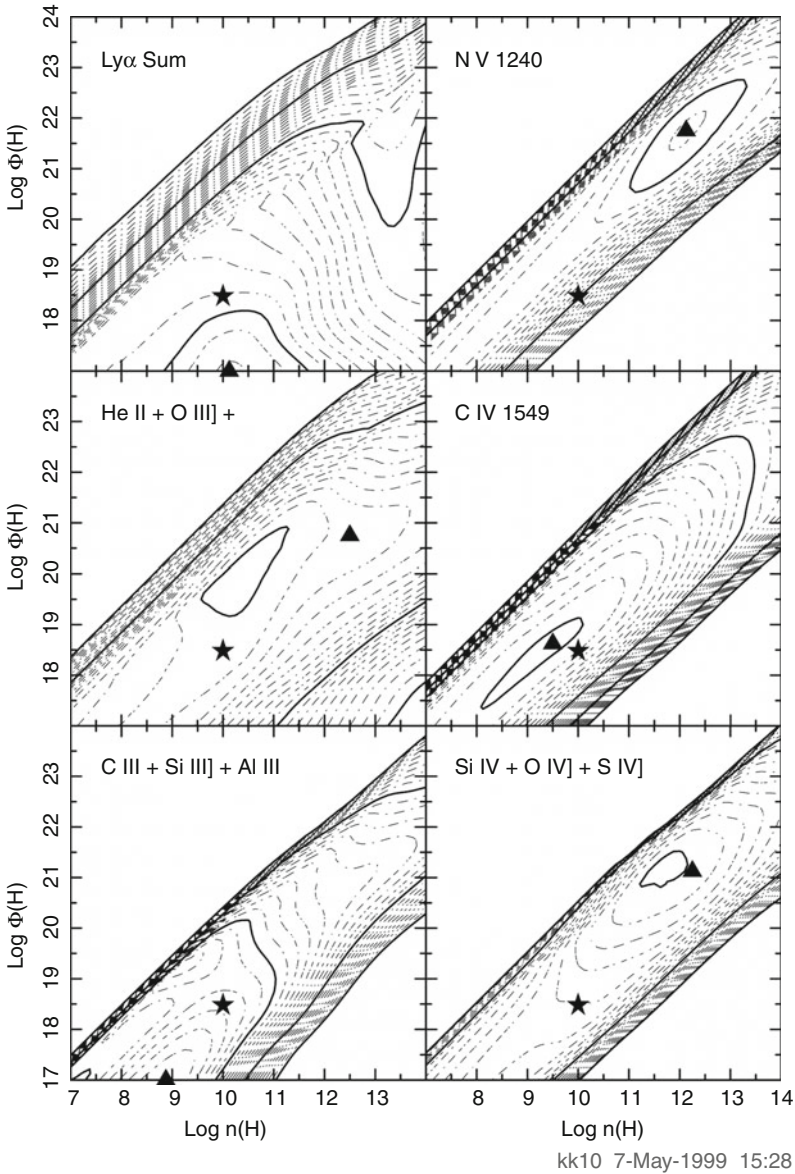 Lyα Sum
N V 1240
He II + O III] +
C IV 1549
C III + Si III] + Al III
Si IV + O IV] + S IV]
Log Φ(H)
24
23
22
21
20
19
18
Log Φ(H)
23
22
21
20
19
18
Log Φ(H)
23
22
21
20
19
18
17
7 8 9 10 11 12 13
8 9 10 11 12 13 14
Log n(H)
Log n(H)
kk10 7-May-1999 15:28